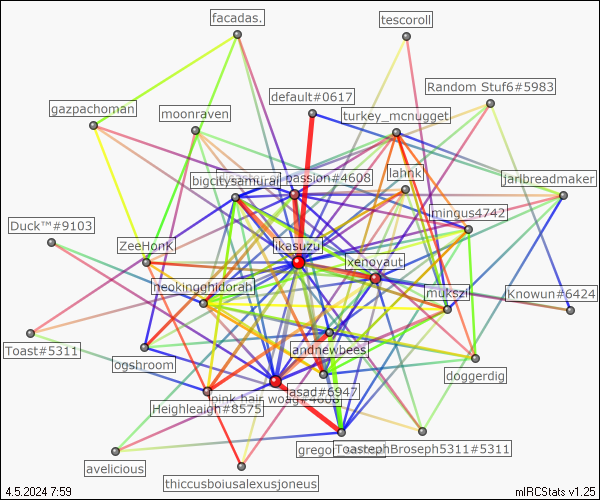 facadas.
tescoroll
Random Stuf6#5983
default#0617
gazpachoman
moonraven
turkey_mcnugget
lahnk
passion#4608
bigcitysamurai
jarlbreadmaker
mingus4742
Duck™#9103
ZeeHonk
ikasuzu
xenoyaut
neokingghidorah
mukszi
Knowun#6424
Toast#5311
ogshroom
andnewbees
doggerdig
pink hair woag#4608
asad#6947
Heighleaigh#8575
ToastephBroseph5311#5311
avelicious
thiccusboiusalexusjoneus
4.5.2024 7:59
mIRCStats v1.25